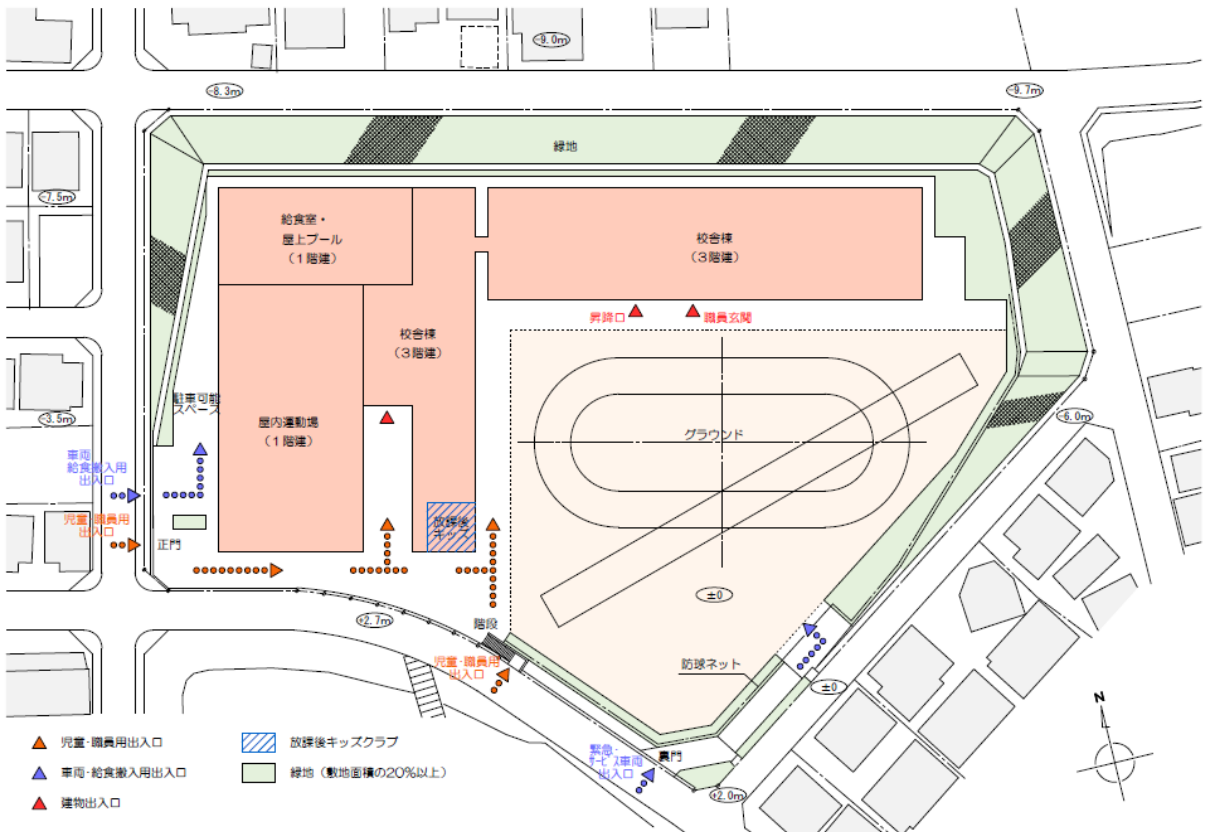 -9.0m
-8.3m
-9.7m
緑地
-7.5m
給食室・
屋上プール
(1階建)
校舎棟
(3階建)
昇降口
職員玄関
校舎棟
(3階建)
駐車可能
スペース
-3.5m
屋内運動場
(1階建)
グラウンド
-6.0m
車両・
給食搬入用
出入口
児童・職員用
出入口
正門
放課後
キッズ
±0
+2.7m
階段
児童・職員用
出入口
防球ネット
±0
N
緊急・
サービス車両
出入口
裏門
+2.0m
児童・職員用出入口
車両・給食搬入用出入口
建物出入口
放課後キッズクラブ
緑地(敷地面積の20%以上)